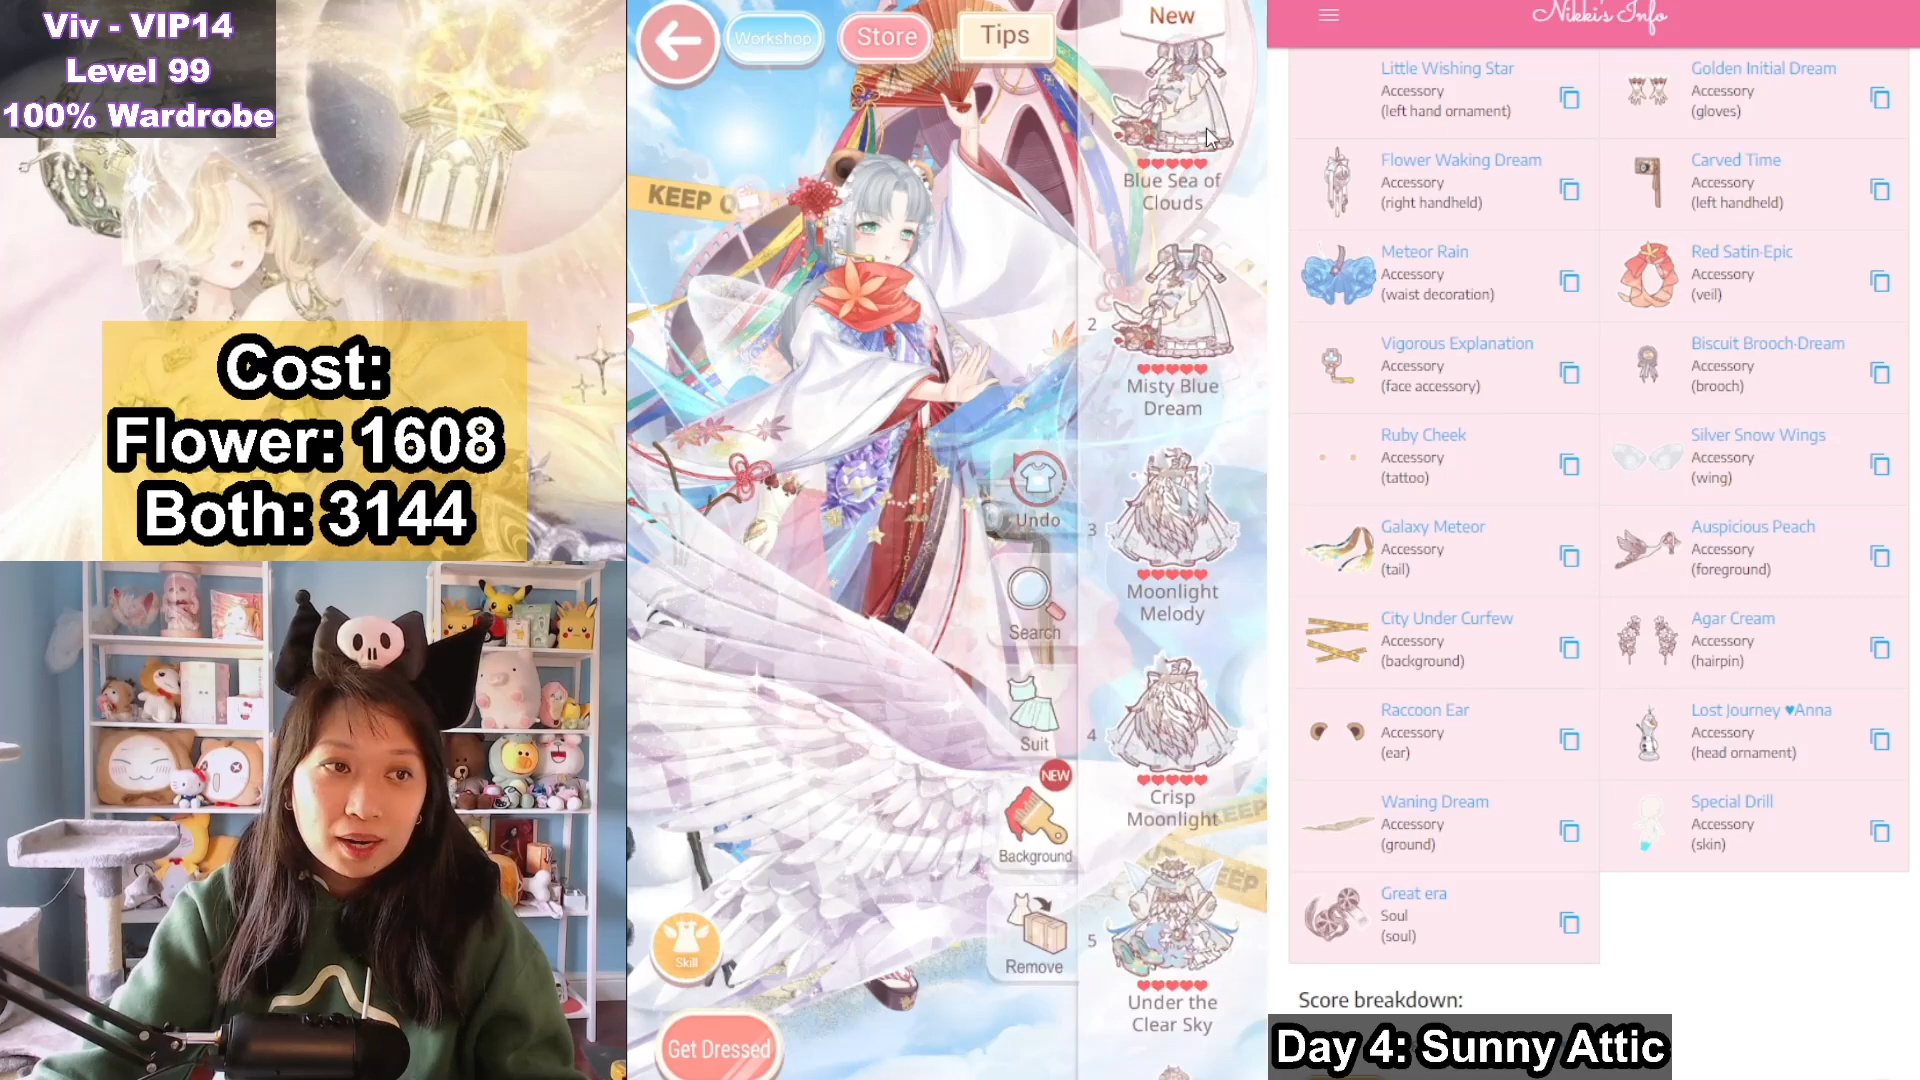 Viv - VIP14
Level 99
100% Wardrobe
Cost:
Flower: 1608
Both: 3144
Workshop
Store
Tips
KEEP O
Undo
Search
Suit
NEW
Background
Remove
Skill
Get Dressed
New
1
Blue Sea of
Clouds
2
Misty Blue
Dream
3
Moonlight
Melody
4
Crisp
Moonlight
5
Under the
Clear Sky
KEEP
Nikki's Info
Little Wishing Star
Accessory
(left hand ornament)
Golden Initial Dream
Accessory
(gloves)
Flower Waking Dream
Accessory
(right handheld)
Carved Time
Accessory
(left handheld)
Meteor Rain
Accessory
(waist decoration)
Red Satin·Epic
Accessory
(veil)
Vigorous Explanation
Accessory
(face accessory)
Biscuit Brooch·Dream
Accessory
(brooch)
Ruby Cheek
Accessory
(tattoo)
Silver Snow Wings
Accessory
(wing)
Galaxy Meteor
Accessory
(tail)
Auspicious Peach
Accessory
(foreground)
City Under Curfew
Accessory
(background)
Agar Cream
Accessory
(hairpin)
Raccoon Ear
Accessory
(ear)
Lost Journey ♥Anna
Accessory
(head ornament)
Waning Dream
Accessory
(ground)
Special Drill
Accessory
(skin)
Great era
Soul
(soul)
Score breakdown:
Day 4: Sunny Attic